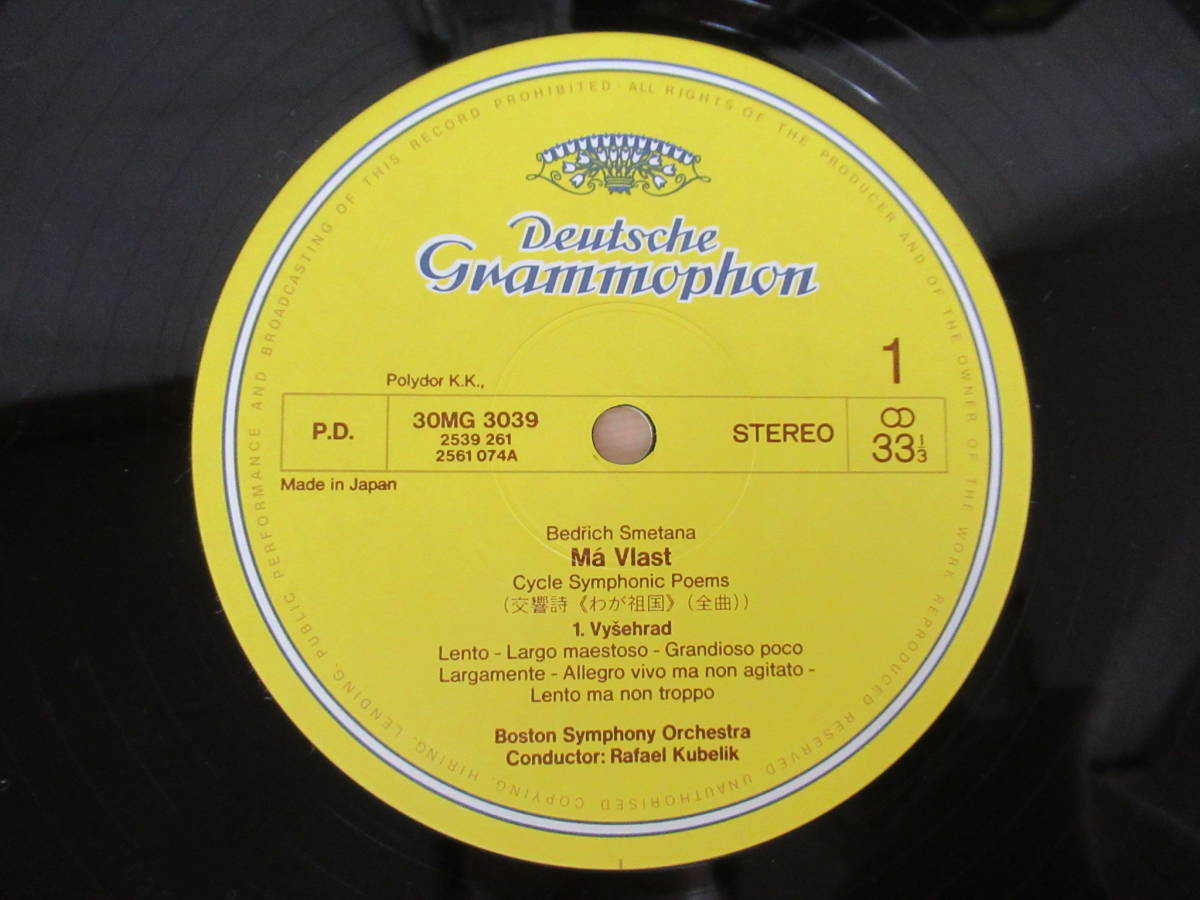 Deutsche
Grammophon
1
Polydor K.K.,
P.D.
30MG 3039
2539 261
2561 074A
STEREO
33 1/3
Made in Japan
Bedřich Smetana
Má Vlast
Cycle Symphonic Poems
(交響詩《わが祖国》(全曲))
1. Vyšehrad
Lento - Largo maestoso - Grandioso poco
Largamente - Allegro vivo ma non agitato -
Lento ma non troppo
Boston Symphony Orchestra
Conductor: Rafael Kubelik
ALL RIGHTS OF THE PRODUCER AND OF THE OWNER OF THE WORK REPRODUCED RESERVED UNAUTHORISED COPYING, HIRING, LENDING, PUBLIC PERFORMANCE AND BROADCASTING OF THIS RECORD PROHIBITED ·